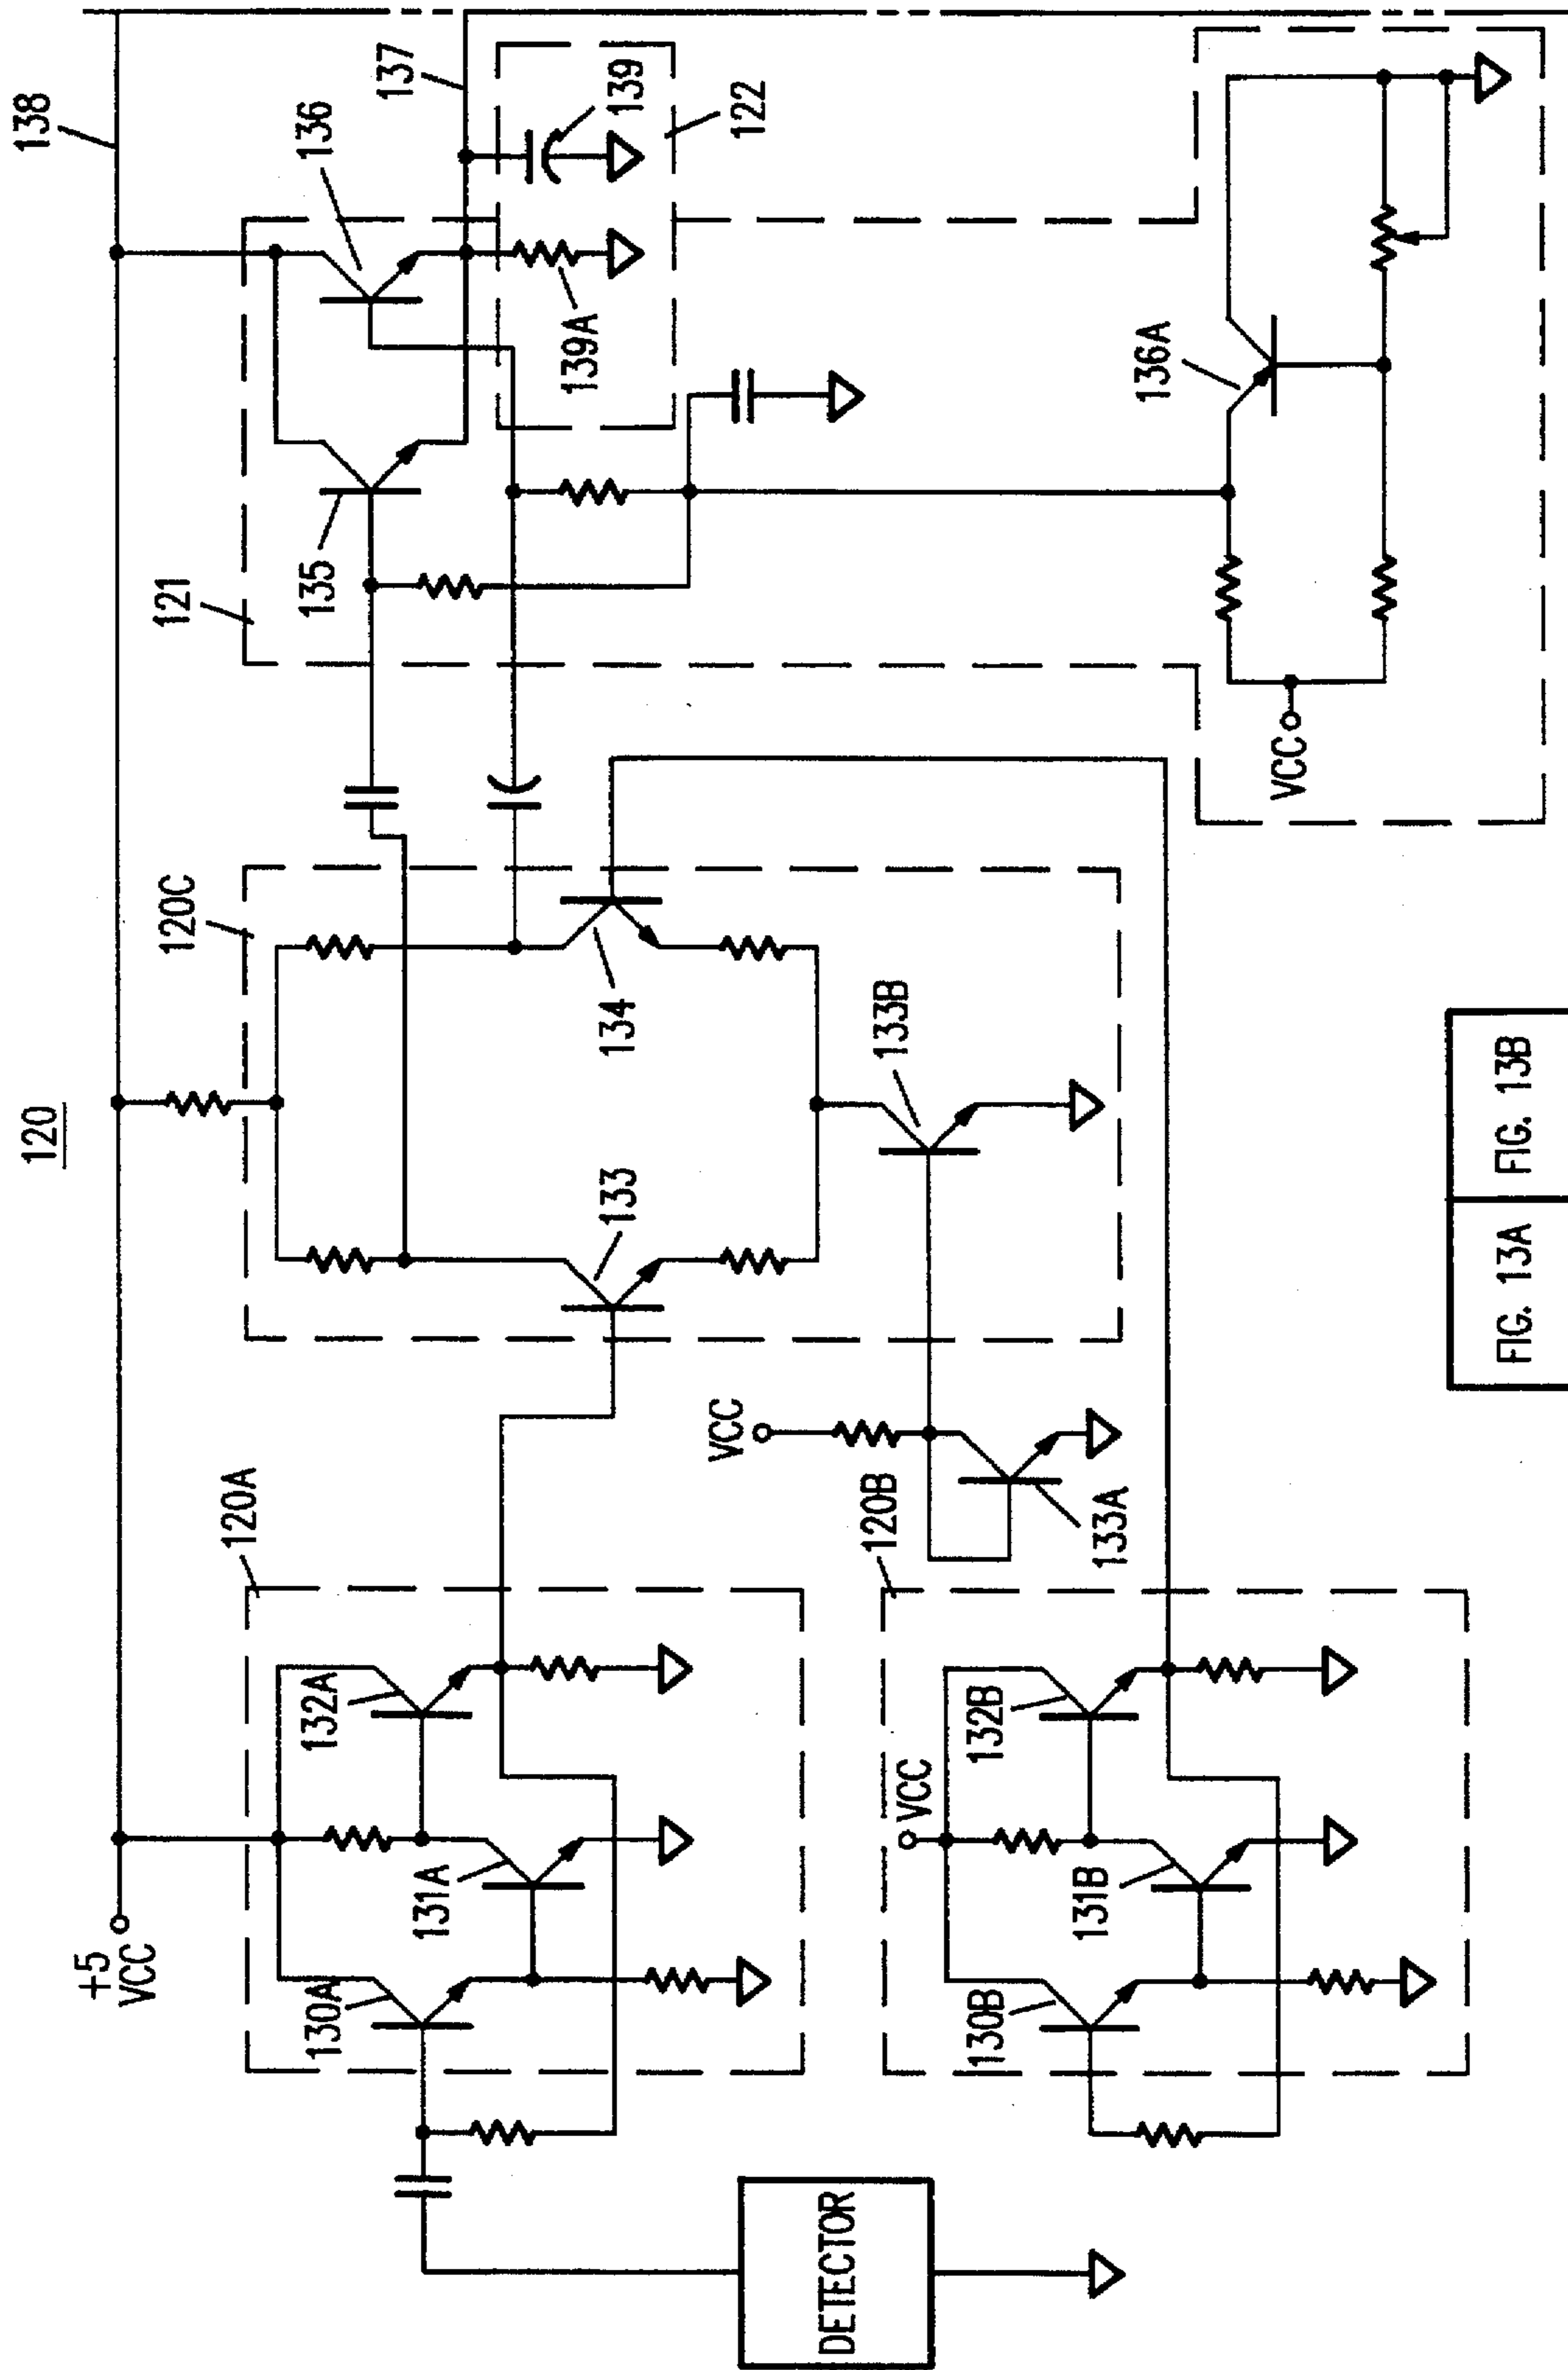 120
+5
VCC
138
120A
130A
131A
132A
120C
133
134
121
135
136
137
139
139A
122
DETECTOR
VCC
120B
130B
131B
132B
VCC
133A
133B
VCC
136A
FIG. 13A
FIG. 13B